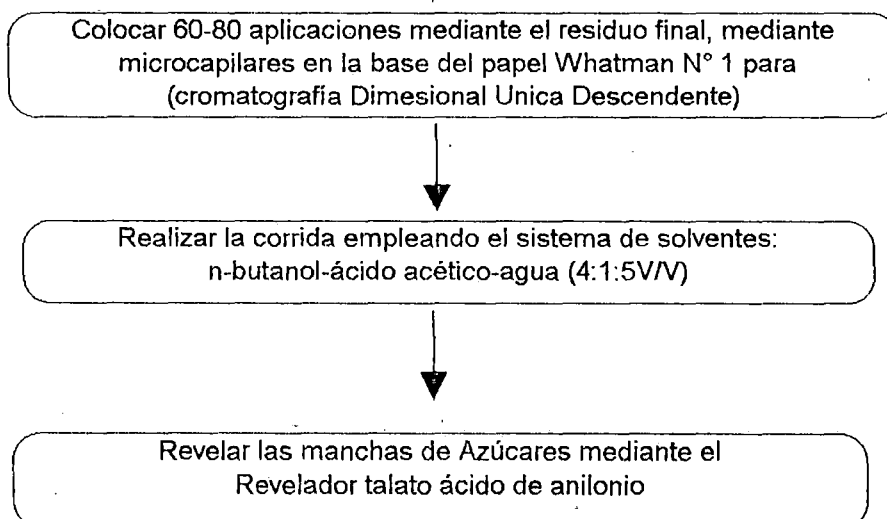 Colocar 60-80 aplicaciones mediante el residuo final, mediante
microcapilares en la base del papel Whatman N° 1 para
(cromatografía Dimesional Unica Descendente)
Realizar la corrida empleando el sistema de solventes:
n-butanol-ácido acético-agua (4:1:5V/V)
Revelar las manchas de Azúcares mediante el
Revelador talato ácido de anilonio